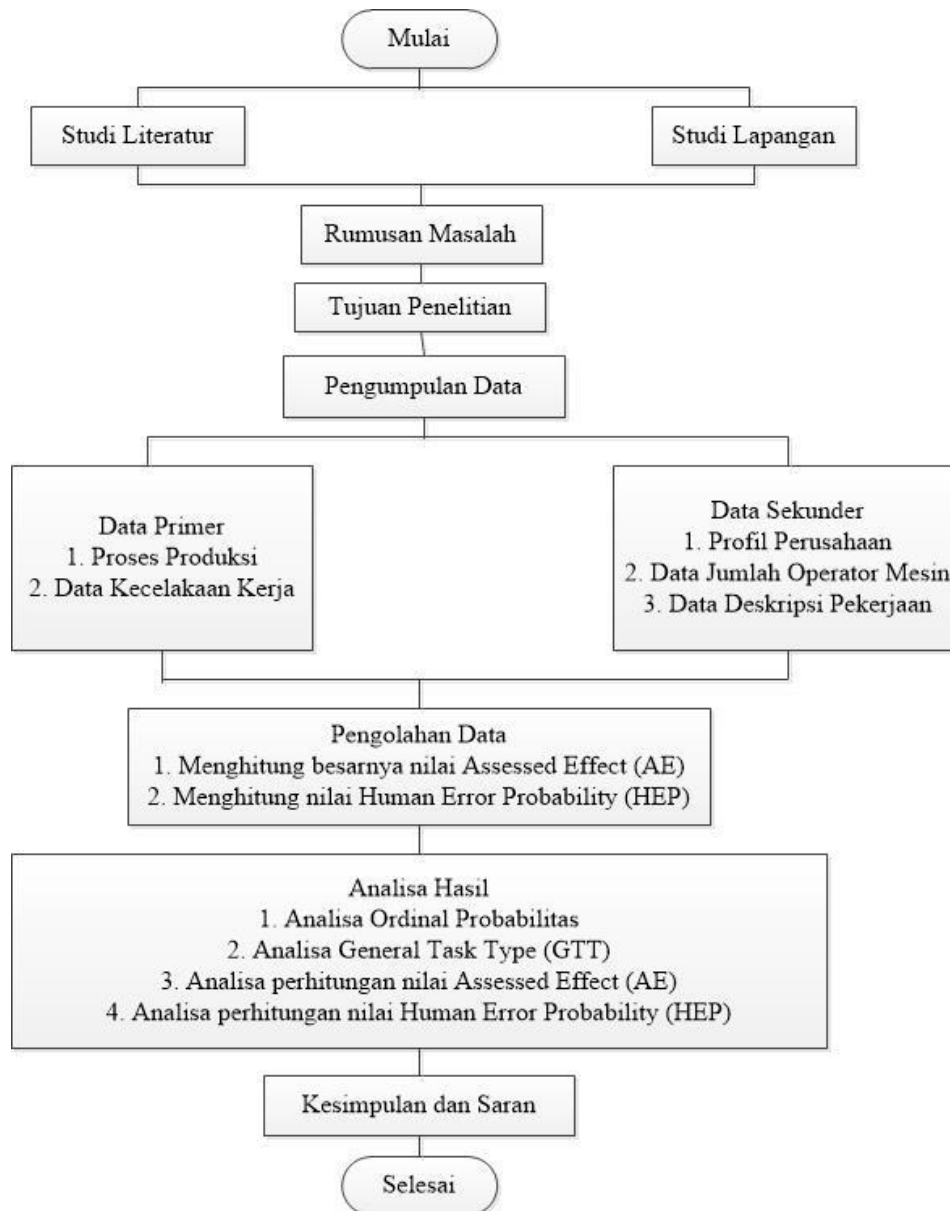 Mulai
Studi Literatur
Studi Lapangan
Rumusan Masalah
Tujuan Penelitian
Pengumpulan Data
Data Primer
1. Proses Produksi
2. Data Kecelakaan Kerja
Data Sekunder
1. Profil Perusahaan
2. Data Jumlah Operator Mesin
3. Data Deskripsi Pekerjaan
Pengolahan Data
1. Menghitung besarnya nilai Assessed Effect (AE)
2. Menghitung nilai Human Error Probability (HEP)
Analisa Hasil
1. Analisa Ordinal Probabilitas
2. Analisa General Task Type (GTT)
3. Analisa perhitungan nilai Assessed Effect (AE)
4. Analisa perhitungan nilai Human Error Probability (HEP)
Kesimpulan dan Saran
Selesai